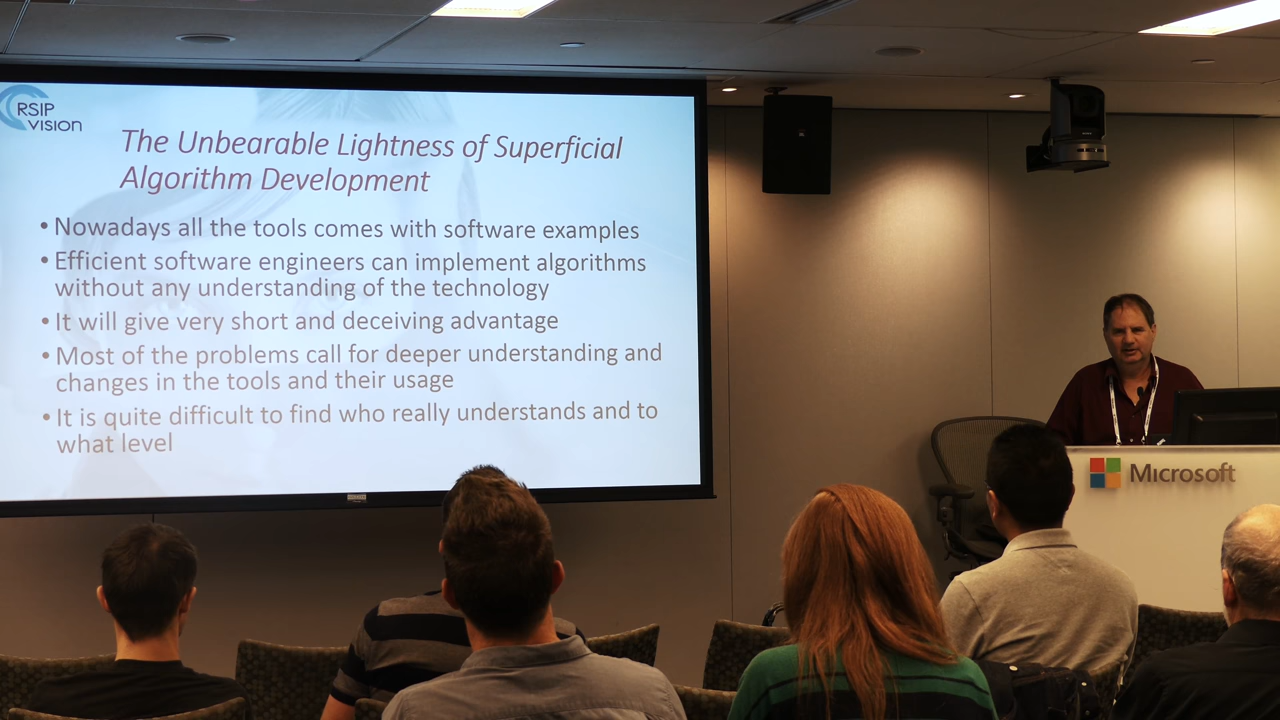 RSIP
VISION
The Unbearable Lightness of Superficial
Algorithm Development
• Nowadays all the tools comes with software examples
• Efficient software engineers can implement algorithms
without any understanding of the technology
• It will give very short and deceiving advantage
• Most of the problems call for deeper understanding and
changes in the tools and their usage
• It is quite difficult to find who really understands and to
what level
Microsoft